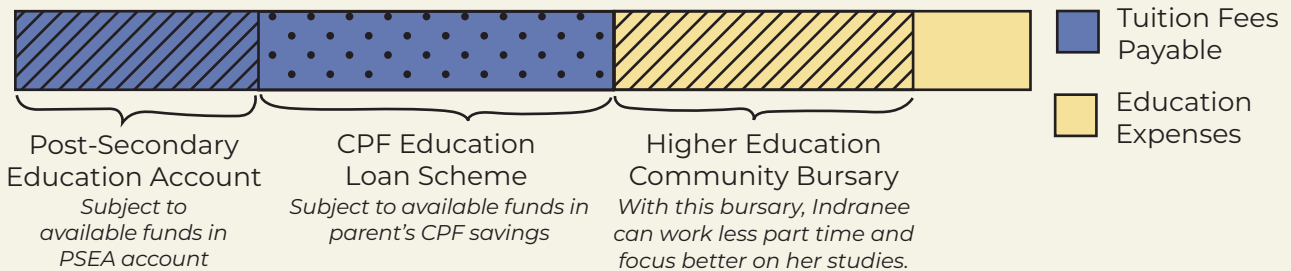 Tuition Fees
Payable
Education
Expenses
Post-Secondary
Education Account
Subject to
available funds in
PSEA account
CPF Education
Loan Scheme
Subject to available funds in
parent's CPF savings
Higher Education
Community Bursary
With this bursary, Indranee
can work less part time and
focus better on her studies.